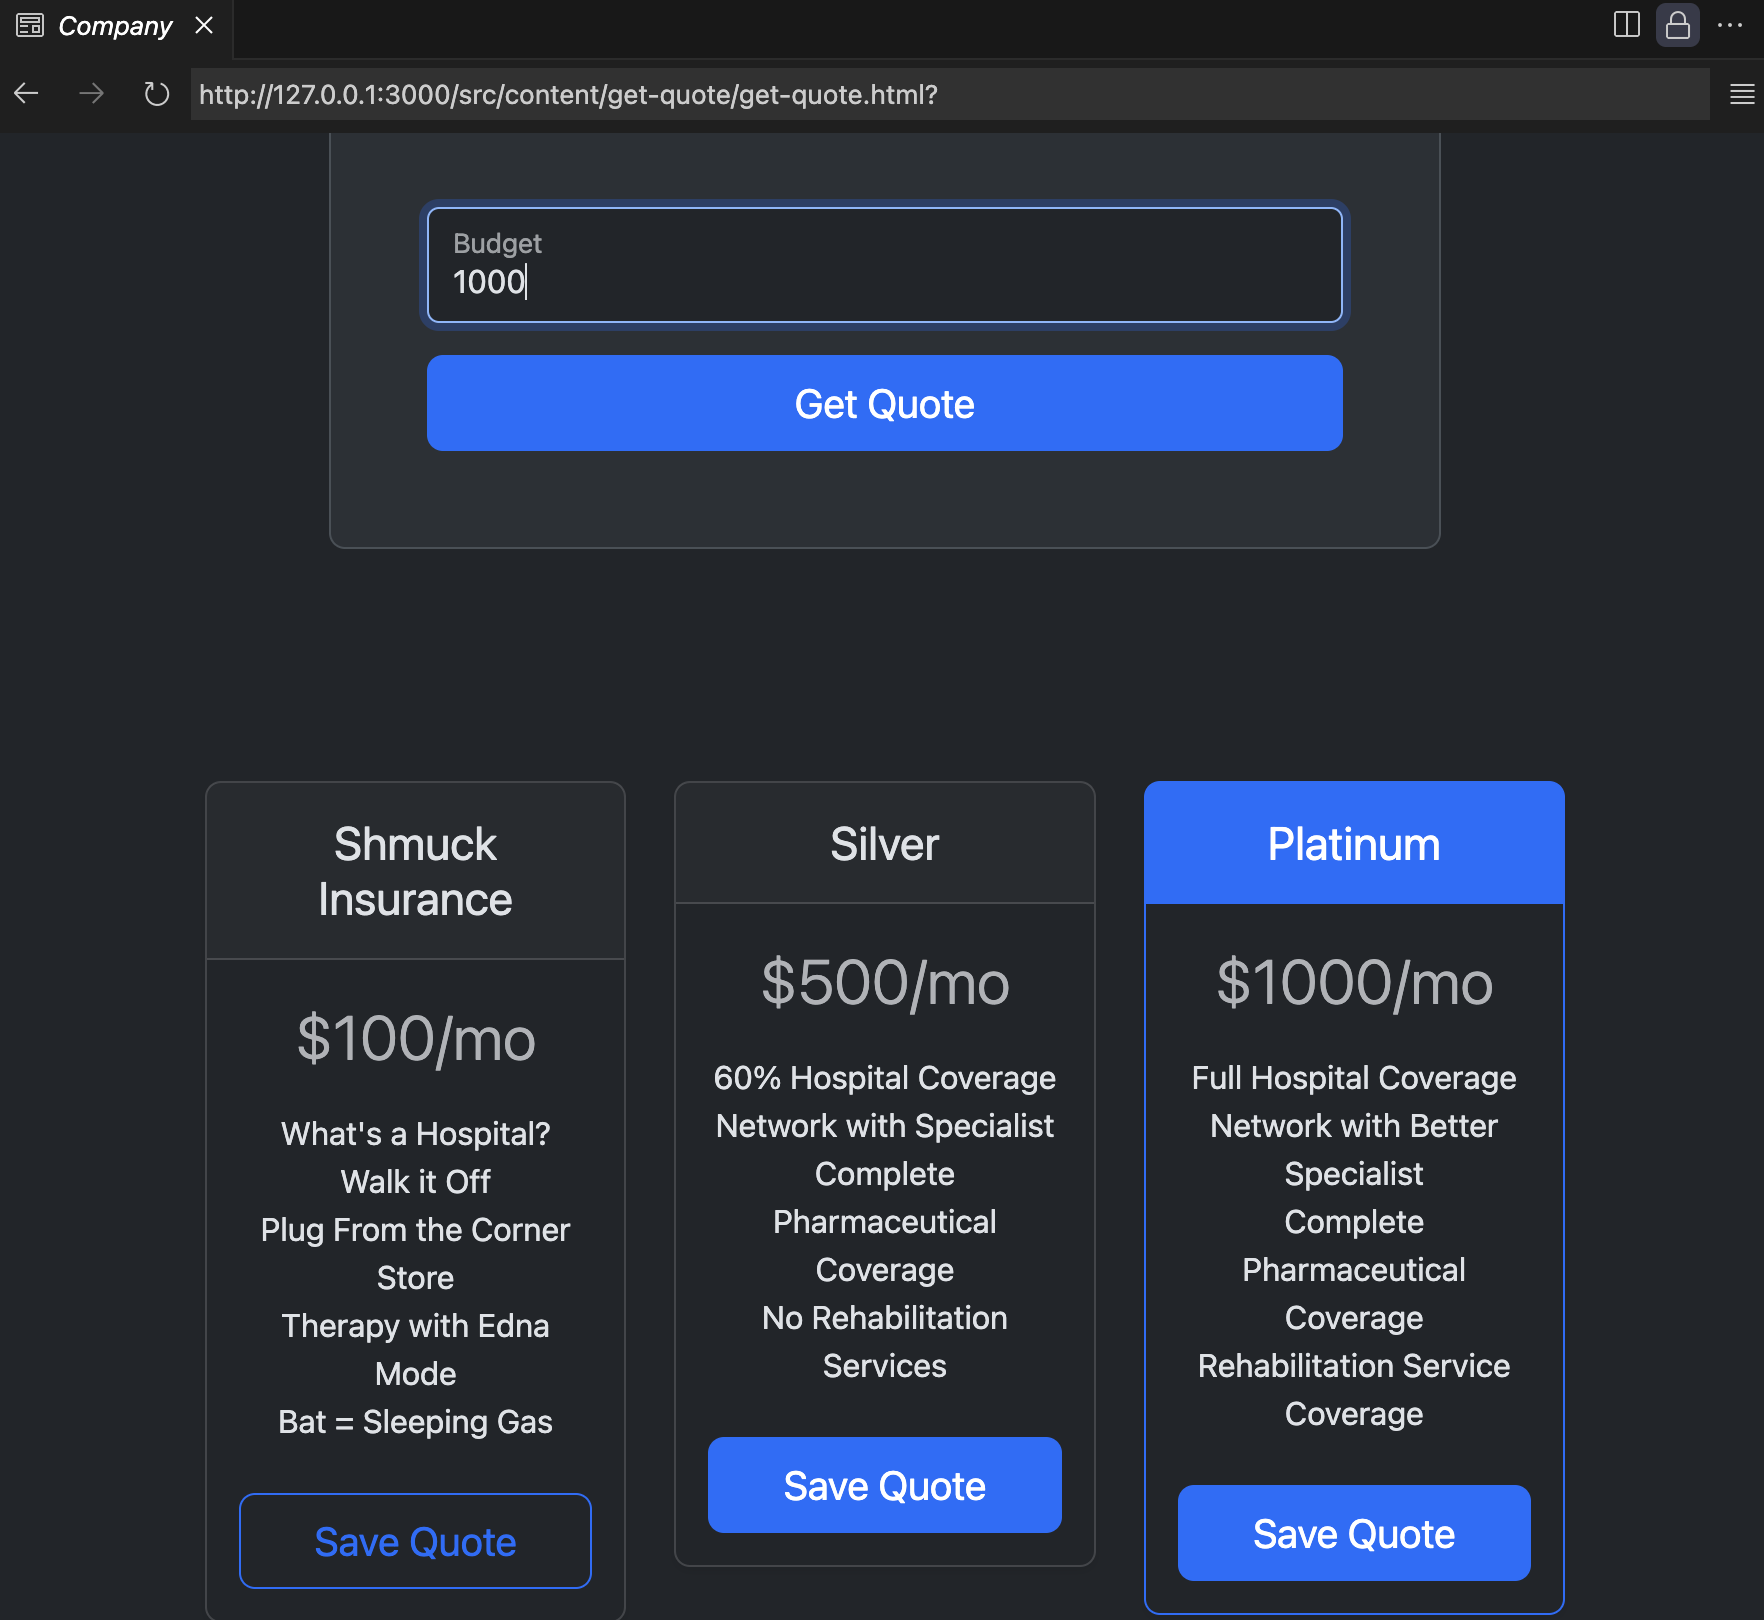 Company
http://127.0.0.1:3000/src/content/get-quote/get-quote.html?
Budget
1000
Get Quote
Shmuck
Insurance
$100/mo
What's a Hospital?
Walk it Off
Plug From the Corner
Store
Therapy with Edna
Mode
Bat = Sleeping Gas
Save Quote
Silver
$500/mo
60% Hospital Coverage
Network with Specialist
Complete
Pharmaceutical
Coverage
No Rehabilitation
Services
Save Quote
Platinum
$1000/mo
Full Hospital Coverage
Network with Better
Specialist
Complete
Pharmaceutical
Coverage
Rehabilitation Service
Coverage
Save Quote